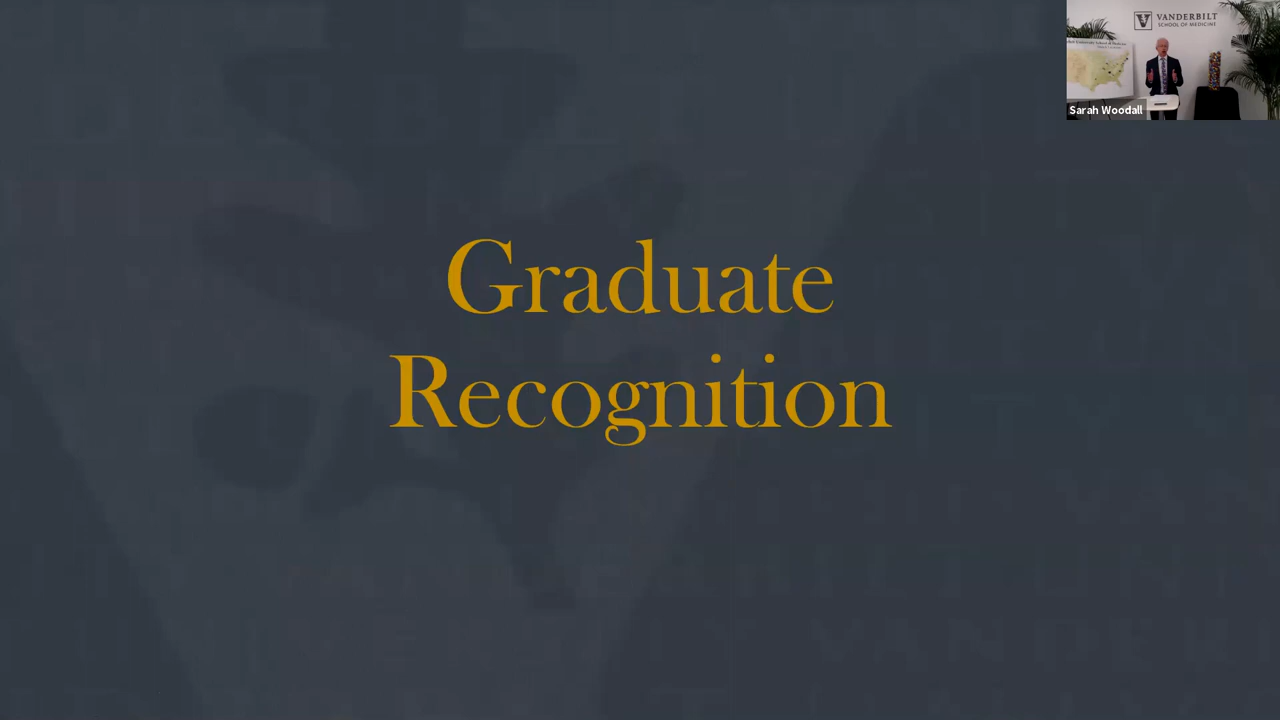 VANDERBILT
SCHOOL OF MEDICINE
Sarah Woodall
Graduate
Recognition